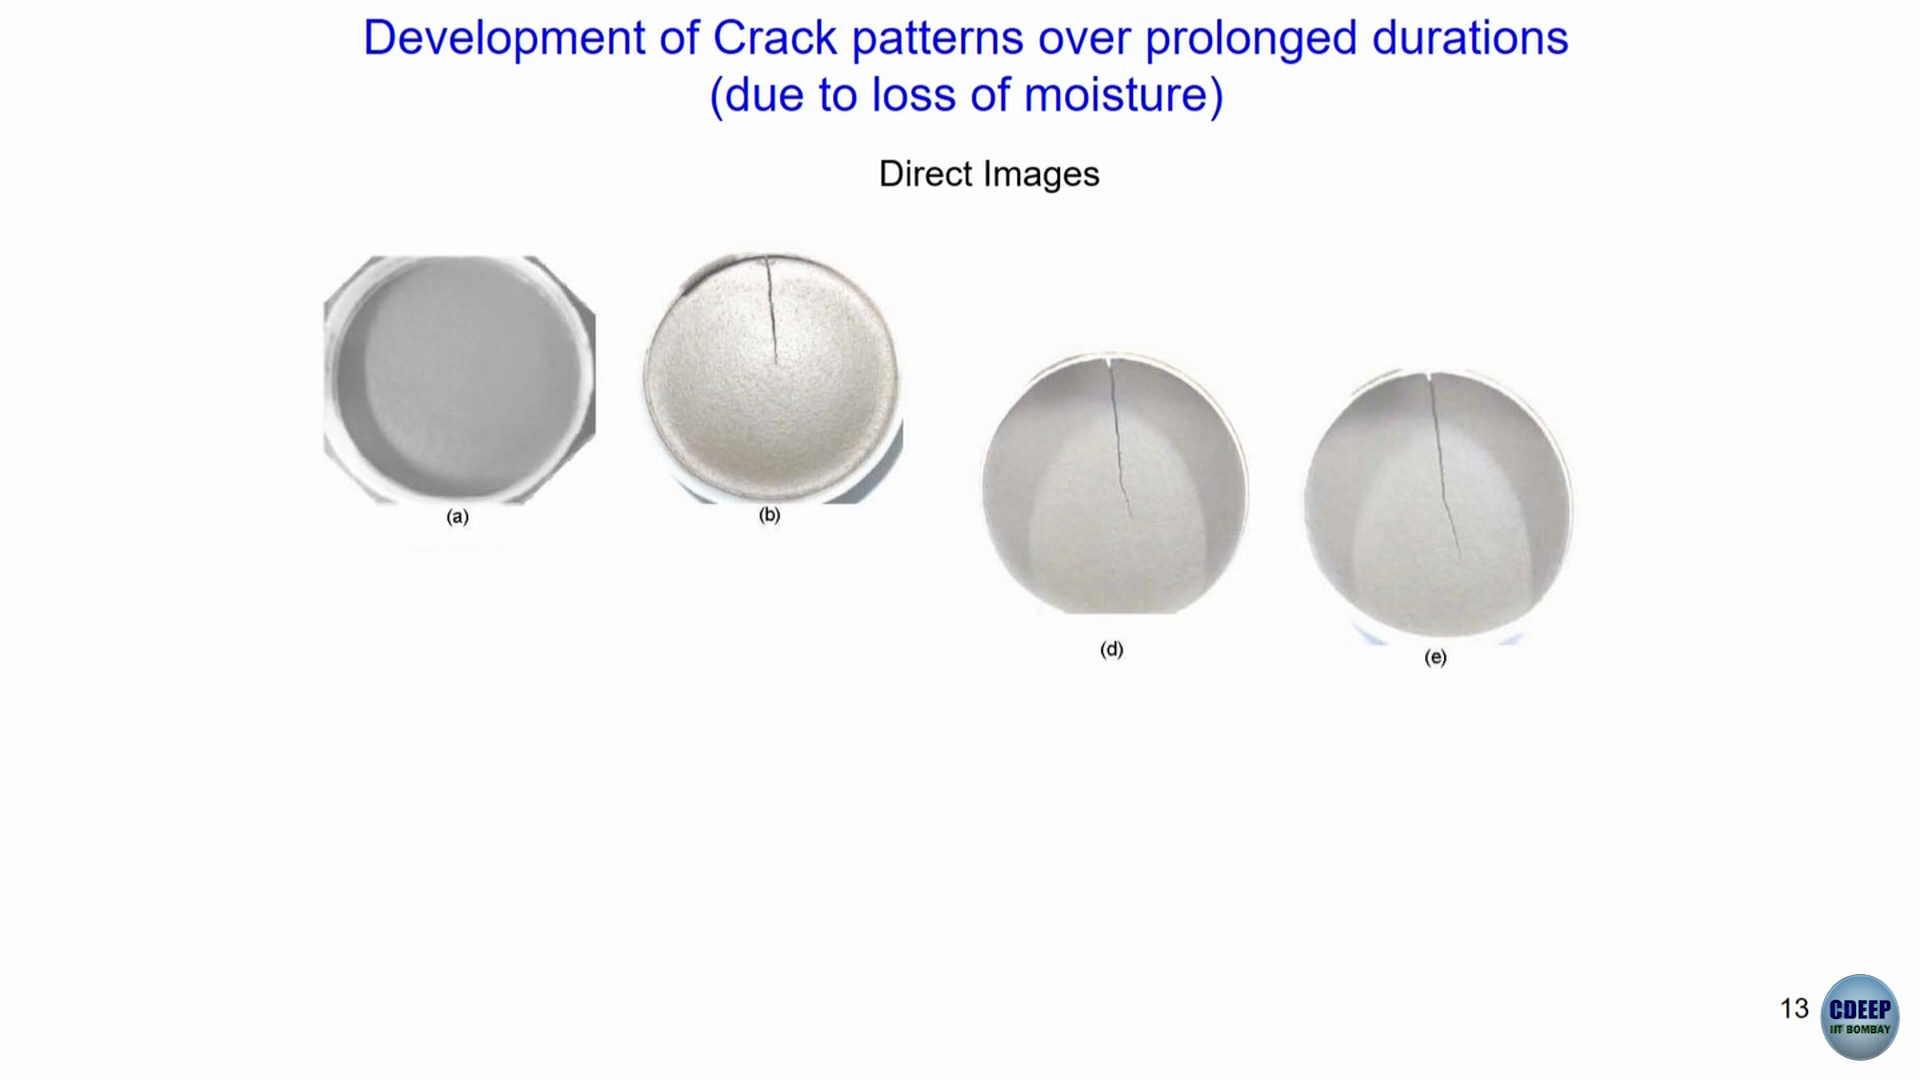 Development of Crack patterns over prolonged durations
(due to loss of moisture)
Direct Images
(a)
(b)
(d)
(e)
13
CDEEP
IIT BOMBAY